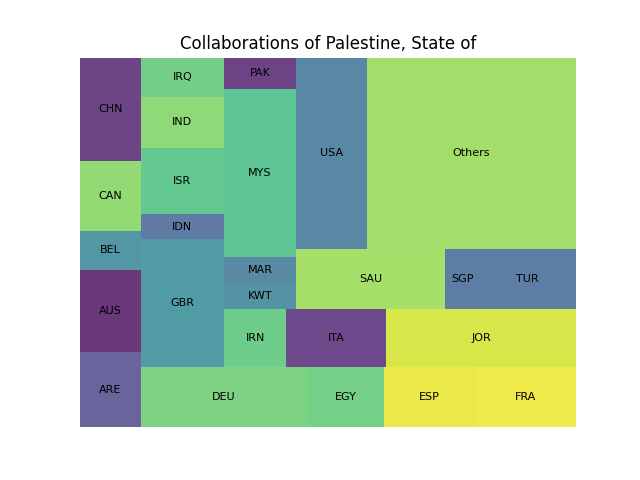 Collaborations of Palestine, State of
CHN
IRQ
PAK
USA
Others
IND
MYS
ISR
CAN
IDN
BEL
MAR
SAU
SGP
TUR
KWT
GBR
AUS
IRN
ITA
JOR
ARE
DEU
EGY
ESP
FRA